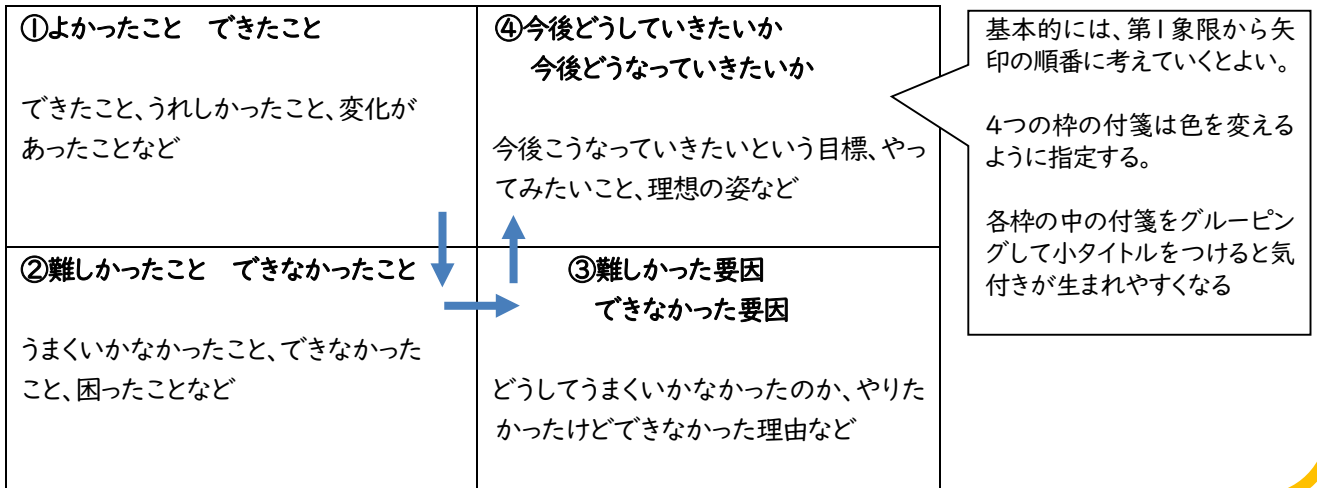 ①よかったこと　できたこと
できたこと、うれしかったこと、変化が
あったことなど
②難しかったこと　できなかったこと
うまくいかなかったこと、できなかった
こと、困ったことなど
③難しかった要因
できなかった要因
どうしてうまくいかなかったのか、やりた
かったけどできなかった理由など
④今後どうしていきたいか
今後どうなっていきたいか
今後こうなっていきたいという目標、やっ
てみたいこと、理想の姿など
基本的には、第1象限から矢
印の順番に考えていくとよい。
4つの枠の付箋は色を変える
ように指定する。
各枠の中の付箋をグルーピン
グして小タイトルをつけると気
付きが生まれやすくなる